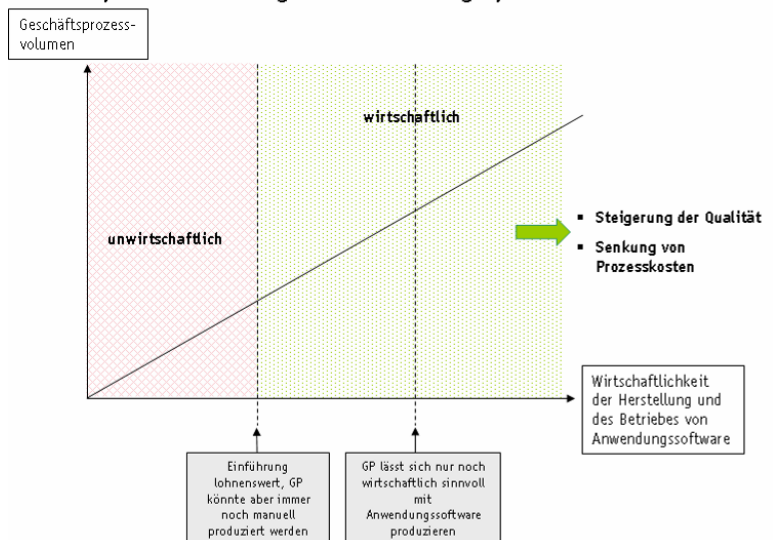 Geschäftsprozess-
volumen
wirtschaftlich
unwirtschaftlich
▪ Steigerung der Qualität
▪ Senkung von
Prozesskosten
Wirtschaftlichkeit
der Herstellung und
des Betriebes von
Anwendungssoftware
Einführung
lohnenswert, GP
könnte aber immer
noch manuell
produziert werden
GP lässt sich nur noch
wirtschaftlich sinnvoll
mit
Anwendungssoftware
produzieren